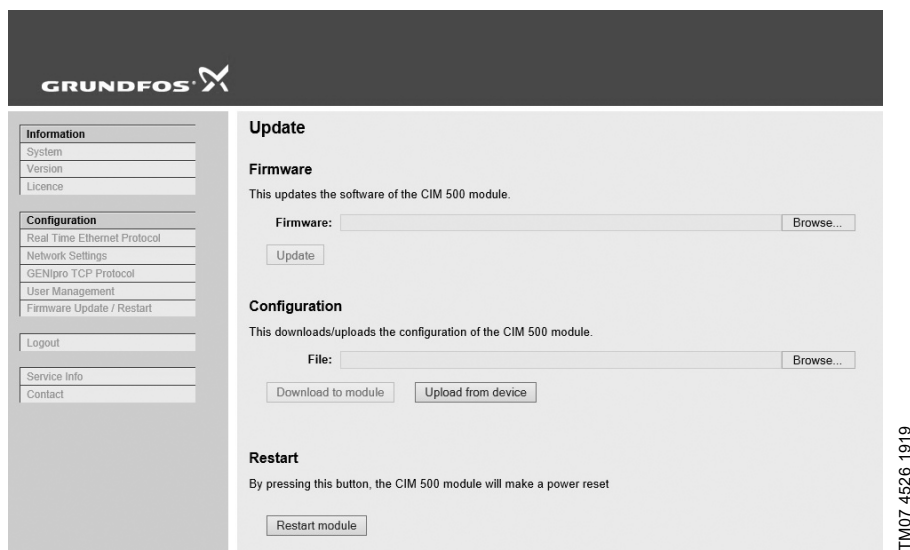 GRUNDFOS
Information
System
Version
Licence
Configuration
Real Time Ethernet Protocol
Network Settings
GENIpro TCP Protocol
User Management
Firmware Update / Restart
Logout
Service Info
Contact
Update
Firmware
This updates the software of the CIM 500 module.
Firmware: Browse...
Update
Configuration
This downloads/uploads the configuration of the CIM 500 module.
File: Browse...
Download to module Upload from device
Restart
By pressing this button, the CIM 500 module will make a power reset
Restart module
TM07 4526 1919